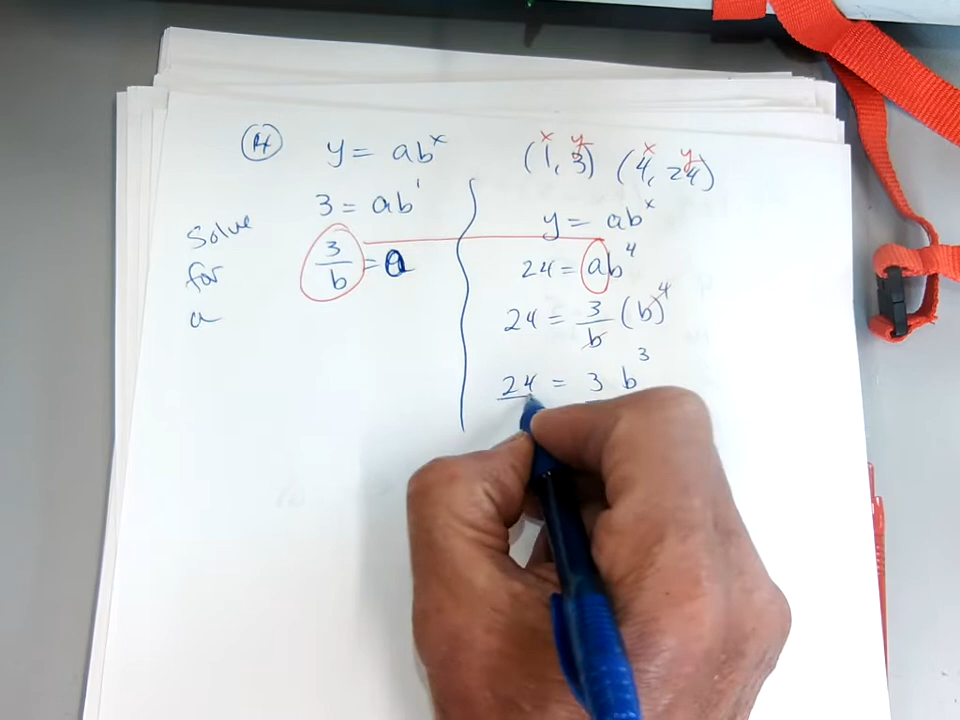 y = ab^x (1, 3) (4, 24)
x y x y
3 = ab^1
Solve for a
3/b = a
y = ab^x
24 = ab^4
24 = 3/b (b)^4
24 = 3 b^3